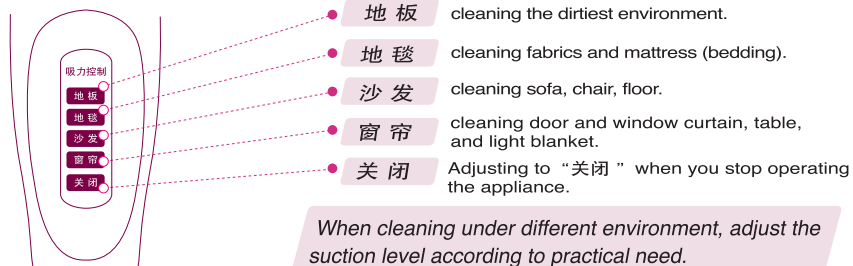 吸力控制
地板
地毯
沙发
窗帘
关闭
地板 cleaning the dirtiest environment.
地毯 cleaning fabrics and mattress (bedding).
沙发 cleaning sofa, chair, floor.
窗帘 cleaning door and window curtain, table,
and light blanket.
关闭 Adjusting to “关闭 ” when you stop operating
the appliance.
When cleaning under different environment, adjust the
suction level according to practical need.